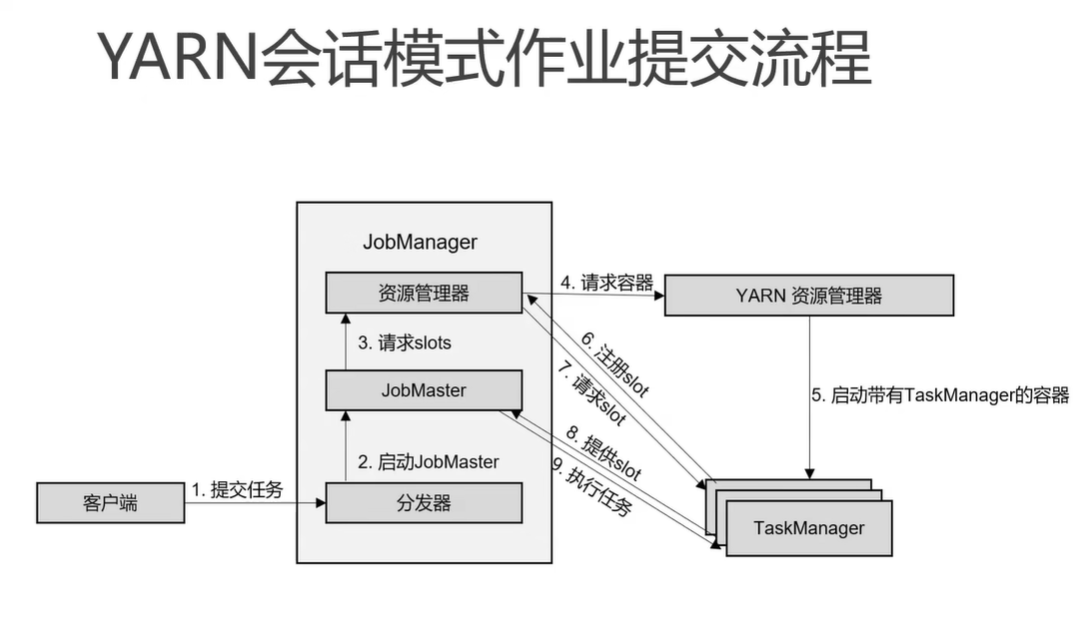 YARN会话模式作业提交流程
JobManager
资源管理器
4. 请求容器
YARN 资源管理器
3. 请求slots
6. 注册slot
7. 请求slot
JobMaster
5. 启动带有TaskManager的容器
8. 提供slot
9. 执行任务
2. 启动JobMaster
客户端
1. 提交任务
分发器
TaskManager